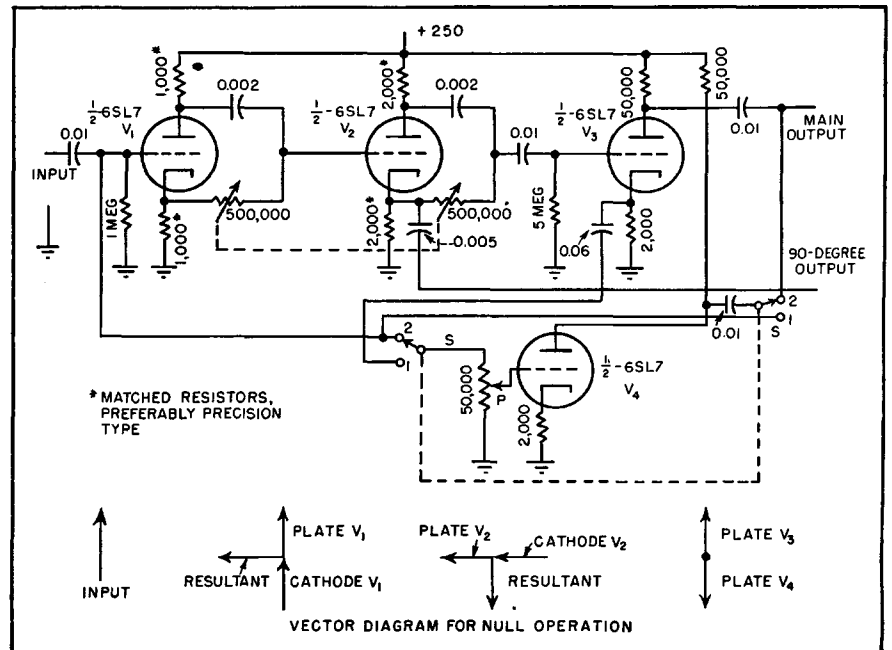 + 250
1,000*
0.002
2,000*
0.002
50,000
50,000
1/2-6SL7
V1
1/2-6SL7
V2
1/2-6SL7
V3
0.01
0.01
0.01
MAIN
OUTPUT
INPUT
1 MEG
1,000*
500,000
2,000*
500,000
0.005
5 MEG
0.06
2,000
90-DEGREE
OUTPUT
2
1
S
0.01
2
S
1
50,000
P
1/2-6SL7
V4
2,000
* MATCHED RESISTORS,
PREFERABLY PRECISION
TYPE
INPUT
PLATE V1
RESULTANT
CATHODE V1
PLATE V2
CATHODE V2
RESULTANT
PLATE V3
PLATE V4
VECTOR DIAGRAM FOR NULL OPERATION